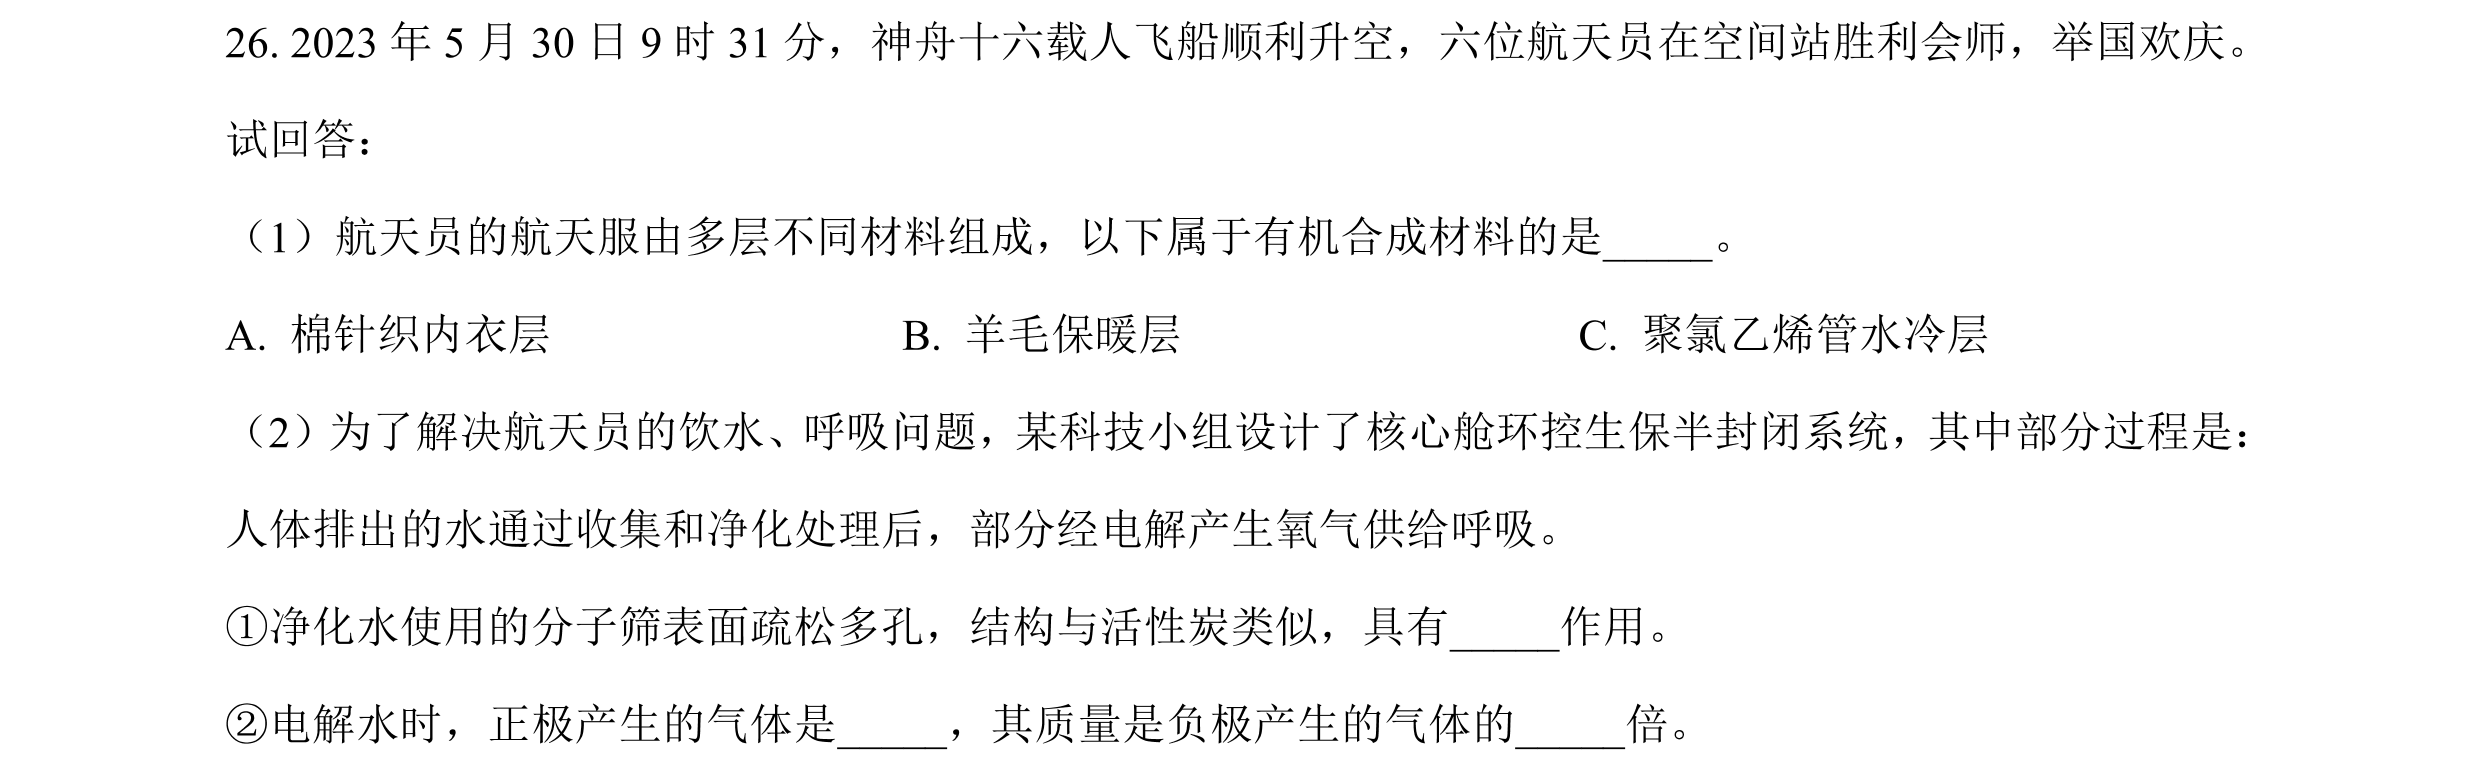 26. 2023 年 5 月 30 日 9 时 31 分，神舟十六载人飞船顺利升空，六位航天员在空间站胜利会师，举国欢庆。
试回答：
（1）航天员的航天服由多层不同材料组成，以下属于有机合成材料的是_____。
A. 棉针织内衣层 B. 羊毛保暖层 C. 聚氯乙烯管水冷层
（2）为了解决航天员的饮水、呼吸问题，某科技小组设计了核心舱环控生保半封闭系统，其中部分过程是：
人体排出的水通过收集和净化处理后，部分经电解产生氧气供给呼吸。
①净化水使用的分子筛表面疏松多孔，结构与活性炭类似，具有_____作用。
②电解水时，正极产生的气体是_____，其质量是负极产生的气体的_____倍。